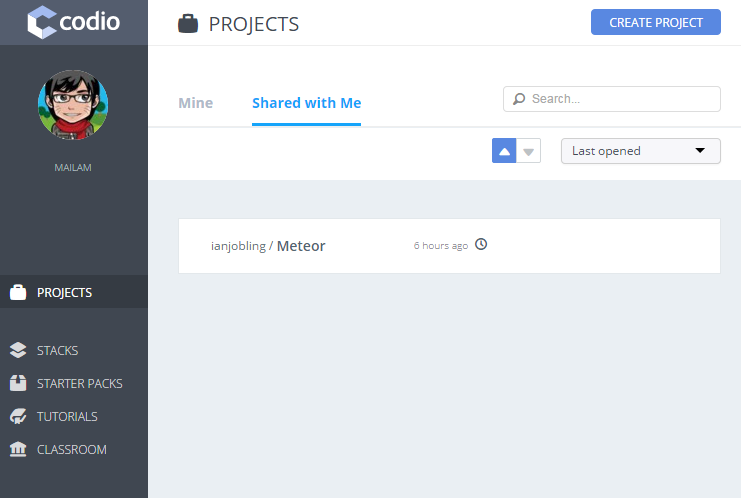 codio
MAILAM
PROJECTS
STACKS
STARTER PACKS
TUTORIALS
CLASSROOM
PROJECTS
CREATE PROJECT
Mine
Shared with Me
Search...
Last opened
ianjobling / Meteor
6 hours ago